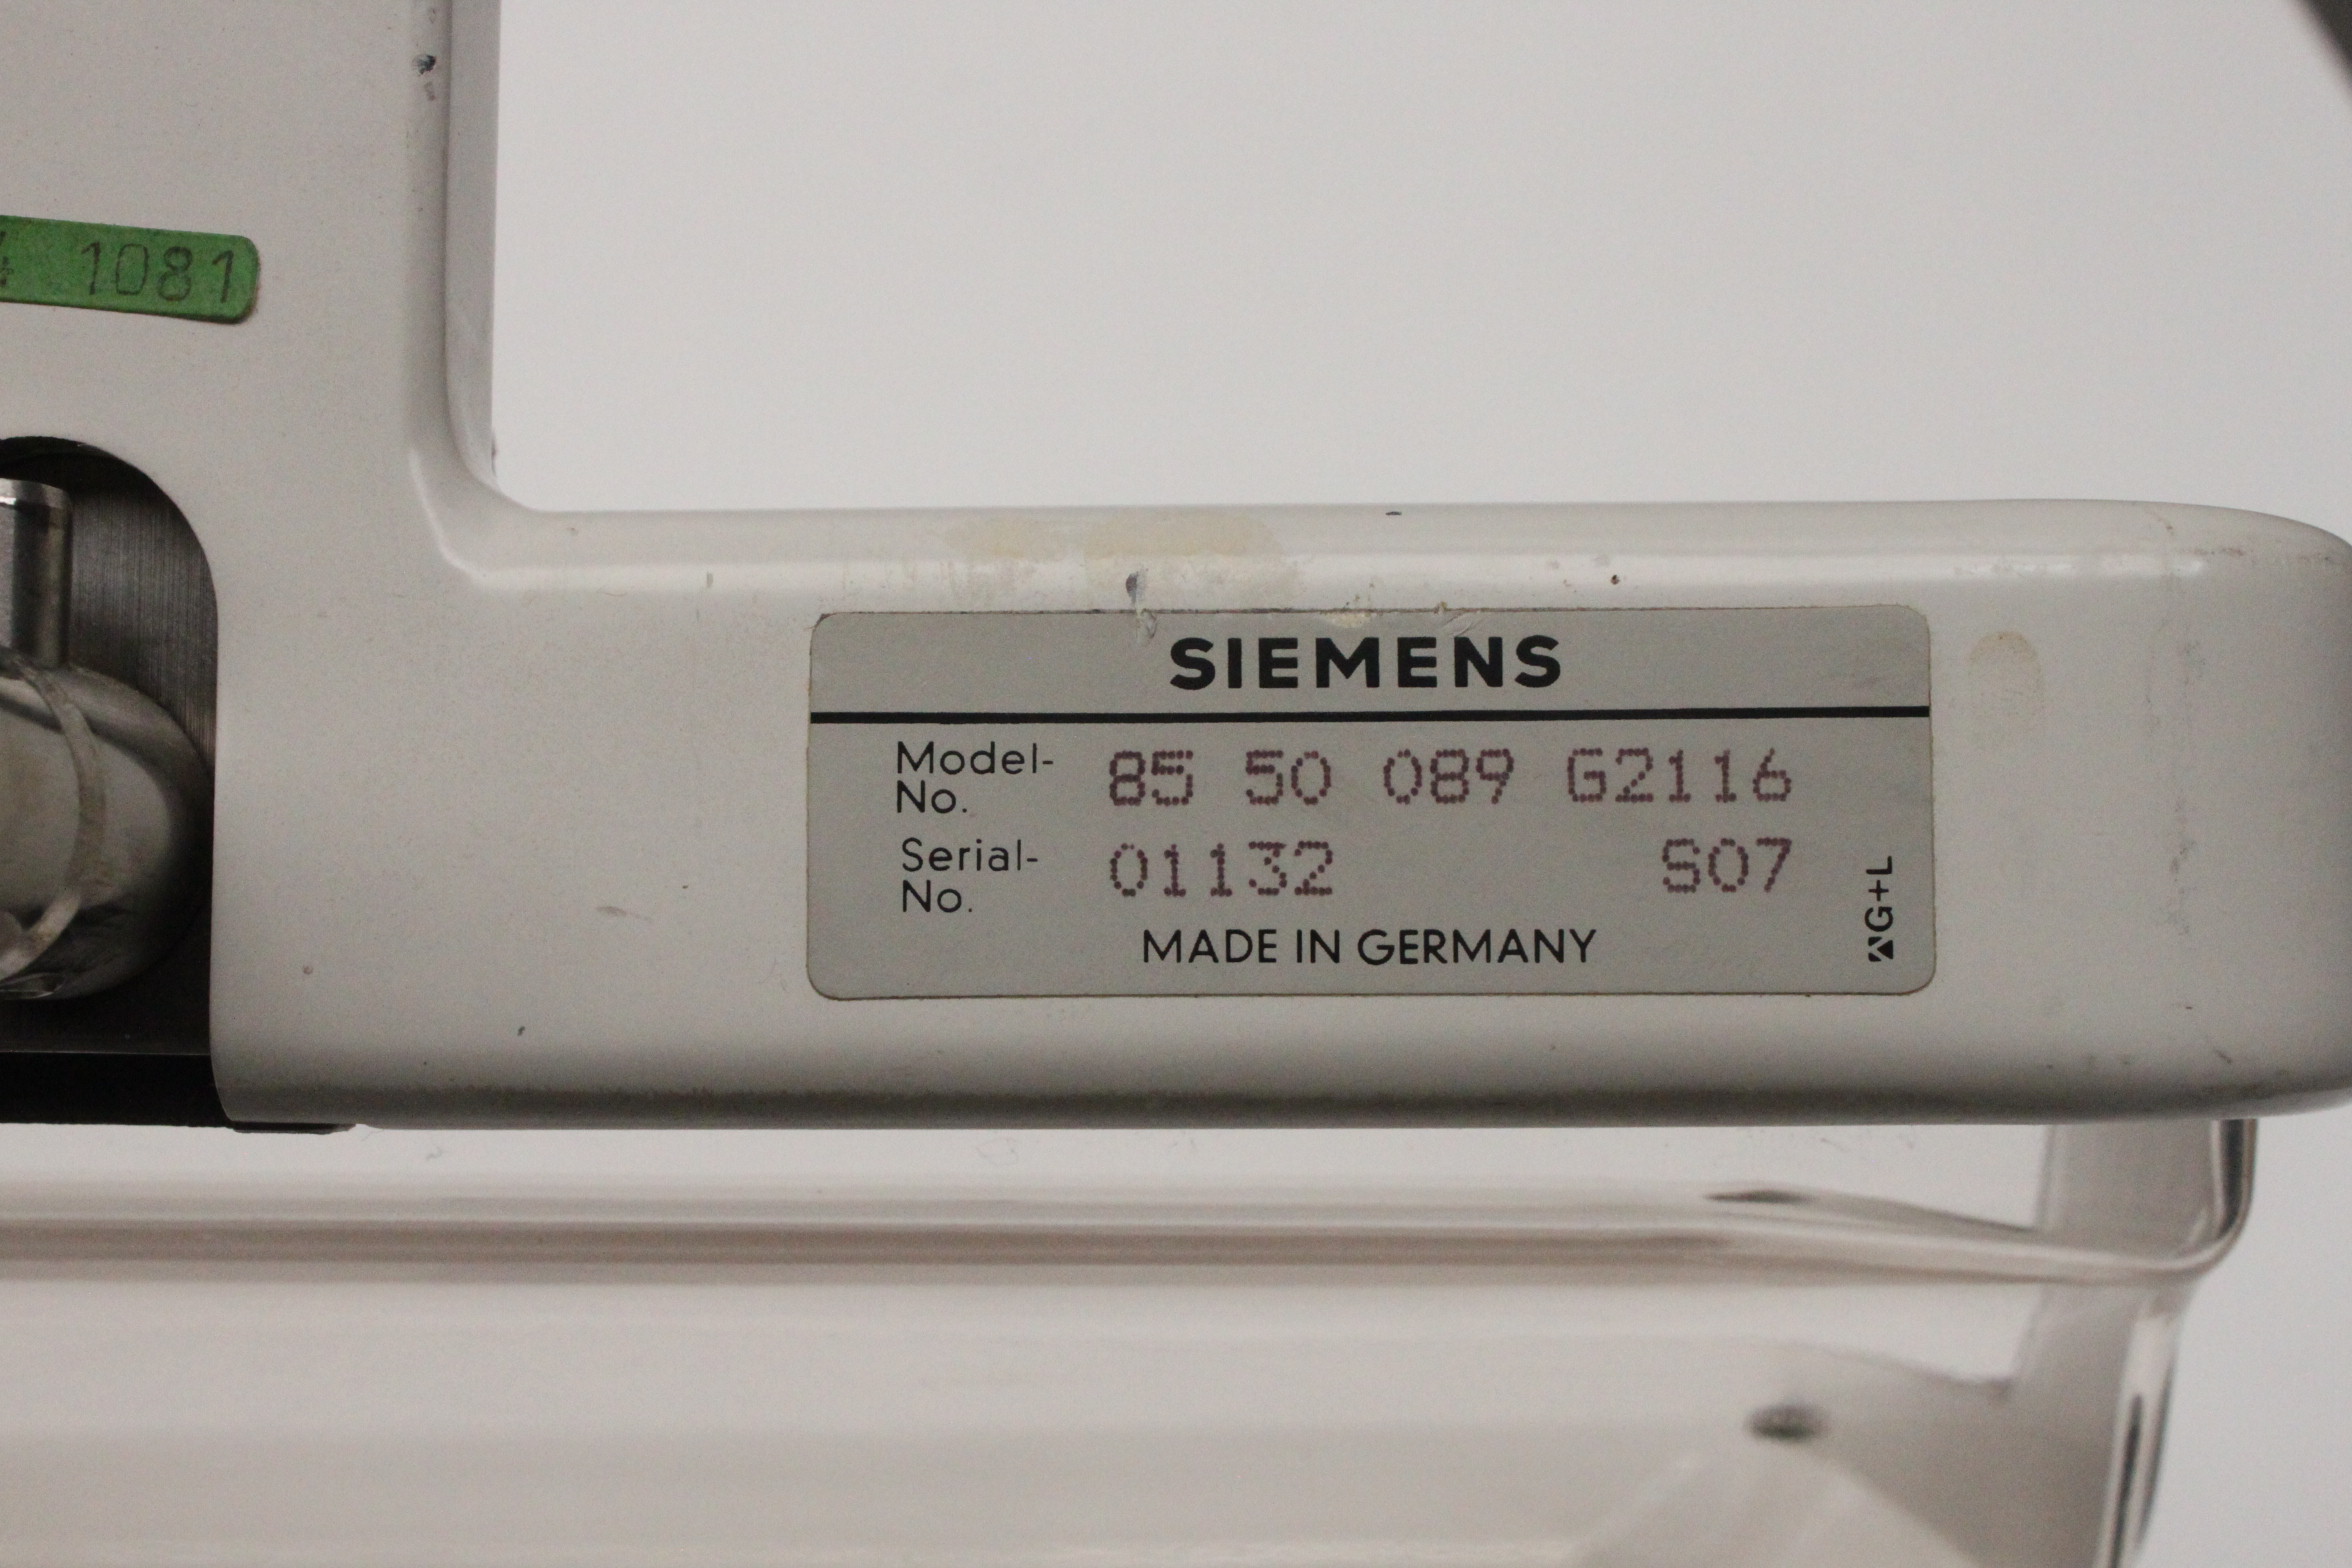 1081
SIEMENS
Model-No. 85 50 089 G2116
Serial-No. 01132 S07
MADE IN GERMANY
G+L